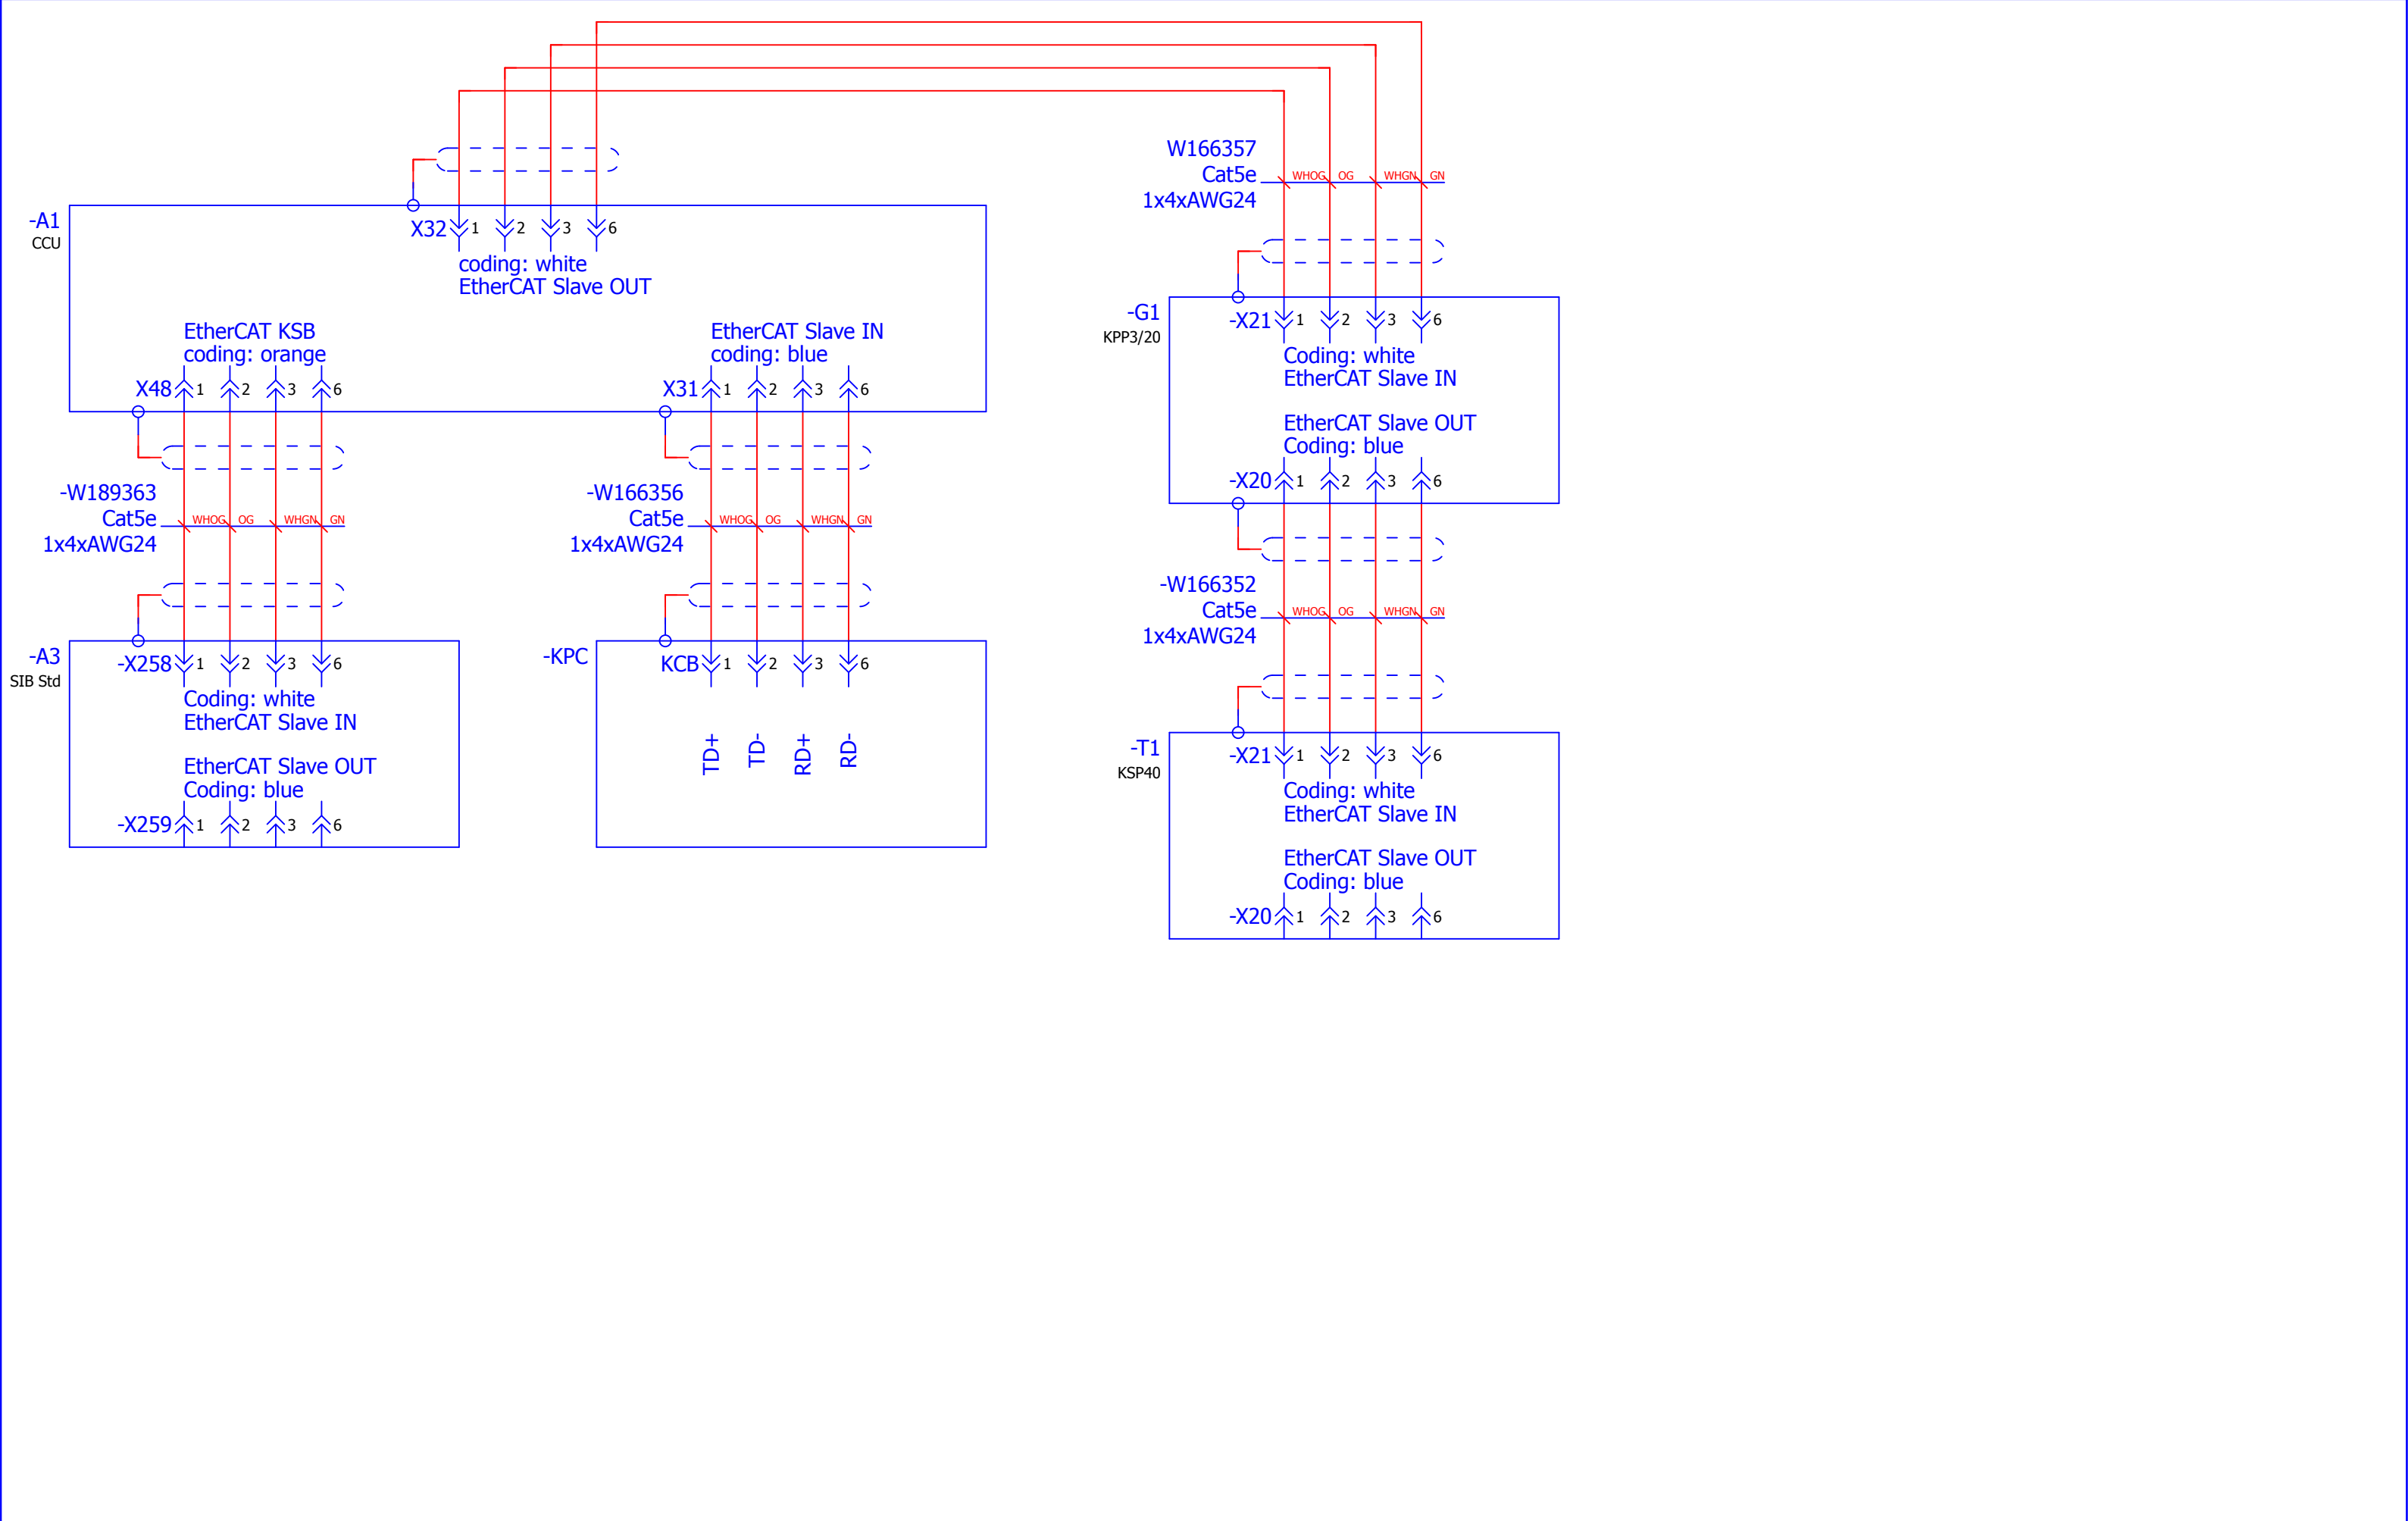 W166357
Cat5e
1x4xAWG24
WHOG OG WHGN GN
-A1
CCU
X32 1 2 3 6
coding: white
EtherCAT Slave OUT
EtherCAT KSB
coding: orange
X48 1 2 3 6
EtherCAT Slave IN
coding: blue
X31 1 2 3 6
-G1
KPP3/20
-X21 1 2 3 6
Coding: white
EtherCAT Slave IN
EtherCAT Slave OUT
Coding: blue
-X20 1 2 3 6
-W189363
Cat5e
1x4xAWG24
WHOG OG WHGN GN
-W166356
Cat5e
1x4xAWG24
WHOG OG WHGN GN
-W166352
Cat5e
1x4xAWG24
WHOG OG WHGN GN
-A3
SIB Std
-X258 1 2 3 6
Coding: white
EtherCAT Slave IN
EtherCAT Slave OUT
Coding: blue
-X259 1 2 3 6
-KPC
KCB 1 2 3 6
TD+
TD-
RD+
RD-
-T1
KSP40
-X21 1 2 3 6
Coding: white
EtherCAT Slave IN
EtherCAT Slave OUT
Coding: blue
-X20 1 2 3 6